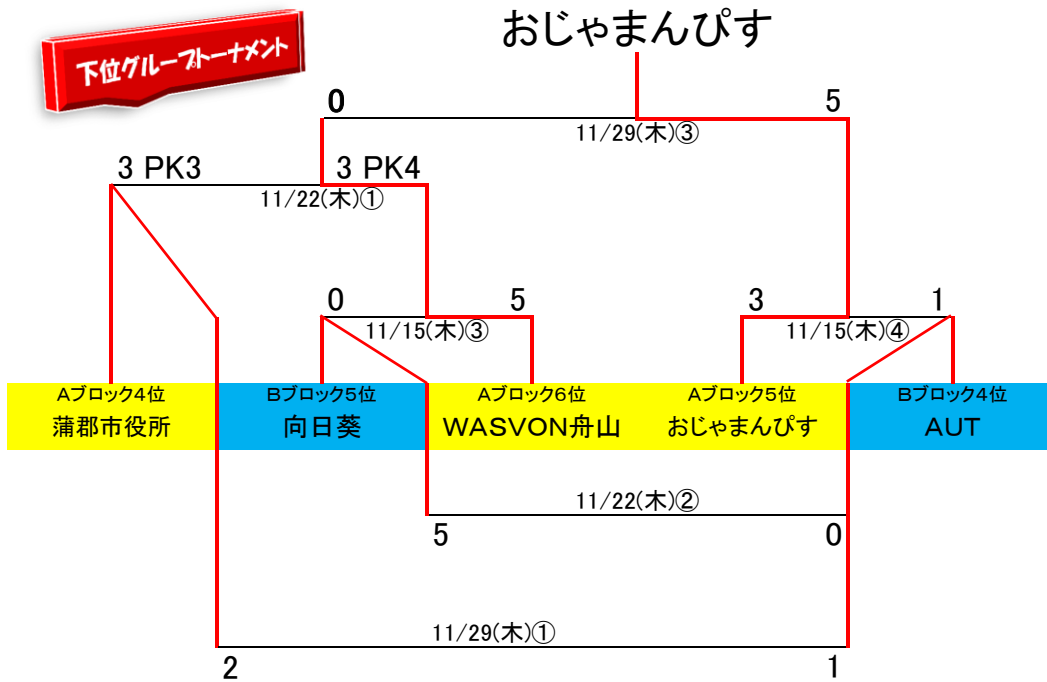 下位グループトーナメント
おじゃまんぴす
0
5
11/29(木)③
3 PK3
3 PK4
11/22(木)①
0
5
3
1
11/15(木)③
11/15(木)④
Aブロック4位
Bブロック5位
Aブロック6位
Aブロック5位
Bブロック4位
蒲郡市役所
向日葵
WASVON舟山
おじゃまんぴす
AUT
11/22(木)②
5
0
11/29(木)①
2
1